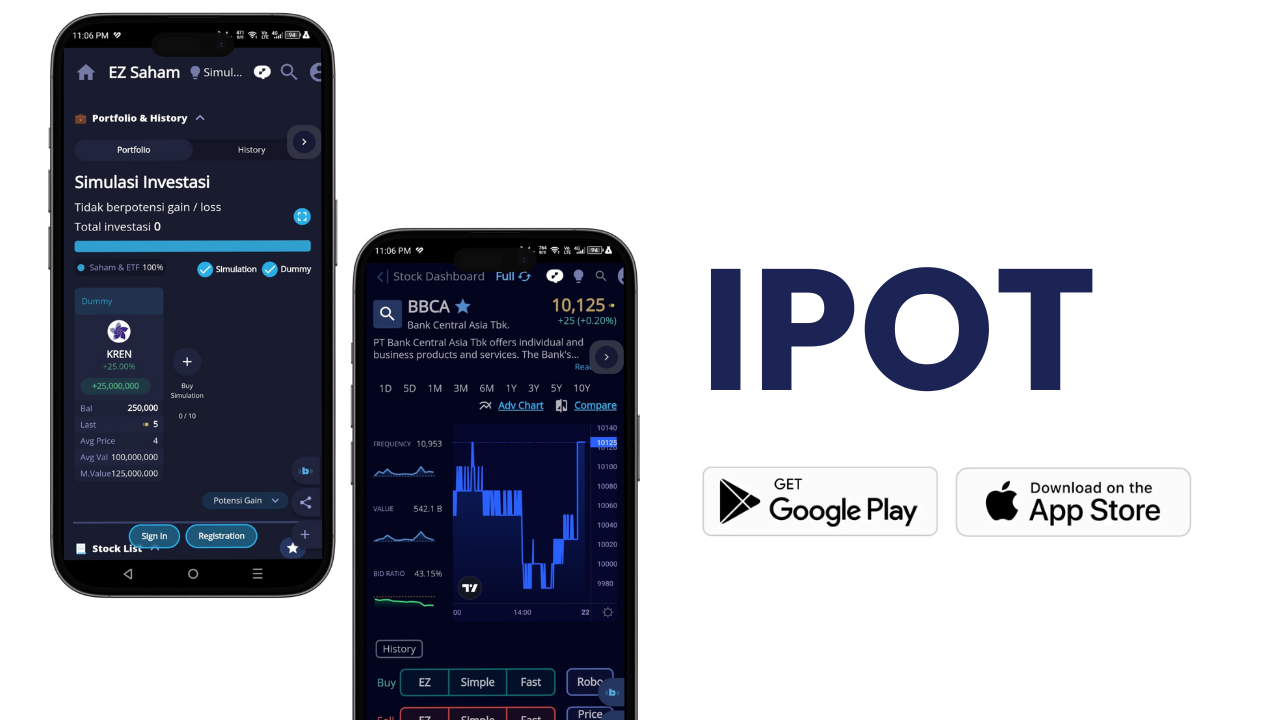 11:06 PM
EZ Saham
Simul...
Portfolio & History
Portfolio
History
Simulasi Investasi
Tidak berpotensi gain / loss
Total investasi 0
Saham & ETF 100%
Simulation
Dummy
Dummy
KREN
+25.00%
+25,000,000
Bal 250,000
Last 5
Avg Price 4
Avg Val 100,000,000
M.Value 125,000,000
Buy
Simulation
0 / 10
Potensi Gain
Sign In
Registration
Stock List
11:06 PM
Stock Dashboard
Full
BBCA
10,125
Bank Central Asia Tbk.
+25 (+0.20%)
PT Bank Central Asia Tbk offers individual and
business products and services. The Bank's...
1D 5D 1M 3M 6M 1Y 3Y 5Y 10Y
Adv Chart
Compare
FREQUENCY 10,953
VALUE 542.1 B
BID RATIO 43.15%
10140
10125
10100
10080
10060
10040
10020
10000
9980
00 14:00 22
History
Buy EZ Simple Fast Robo
Sell EZ Simple Fast Price
IPOT
GET
Google Play
Download on the
App Store